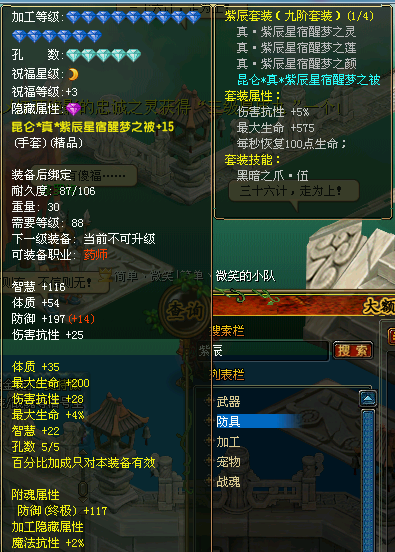 加工等级:
孔　数:
祝福星级:
祝福等级:+3
隐藏属性:
昆仑*真*紫辰星宿醒梦之被+15
(手套)(精品)
装备后绑定
耐久度: 87/106
重量: 30
需要等级: 88
下一级装备: 当前不可升级
可装备职业: 药师
智慧 +116
体质 +54
防御 +197(+14)
伤害抗性 +25
体质 +35
最大生命 +200
伤害抗性 +28
最大生命 +4%
智慧 +22
孔数 5/5
百分比加成只对本装备有效
附魂属性
防御(终极) +117
加工隐藏属性
魔法抗性 +2%
紫辰套装(九阶套装)(1/4)
真·紫辰星宿醒梦之灵
真·紫辰星宿醒梦之莲
真·紫辰星宿醒梦之颜
昆仑*真*紫辰星宿醒梦之被
套装属性:
伤害抗性 +5%
最大生命 +575
每秒恢复100点生命;
套装技能:
黑暗之爪·伍
三十六计，走为上!
微笑的小队
查询
搜索栏
紫辰
搜索
列表栏
武器
防具
加工
宠物
战魂